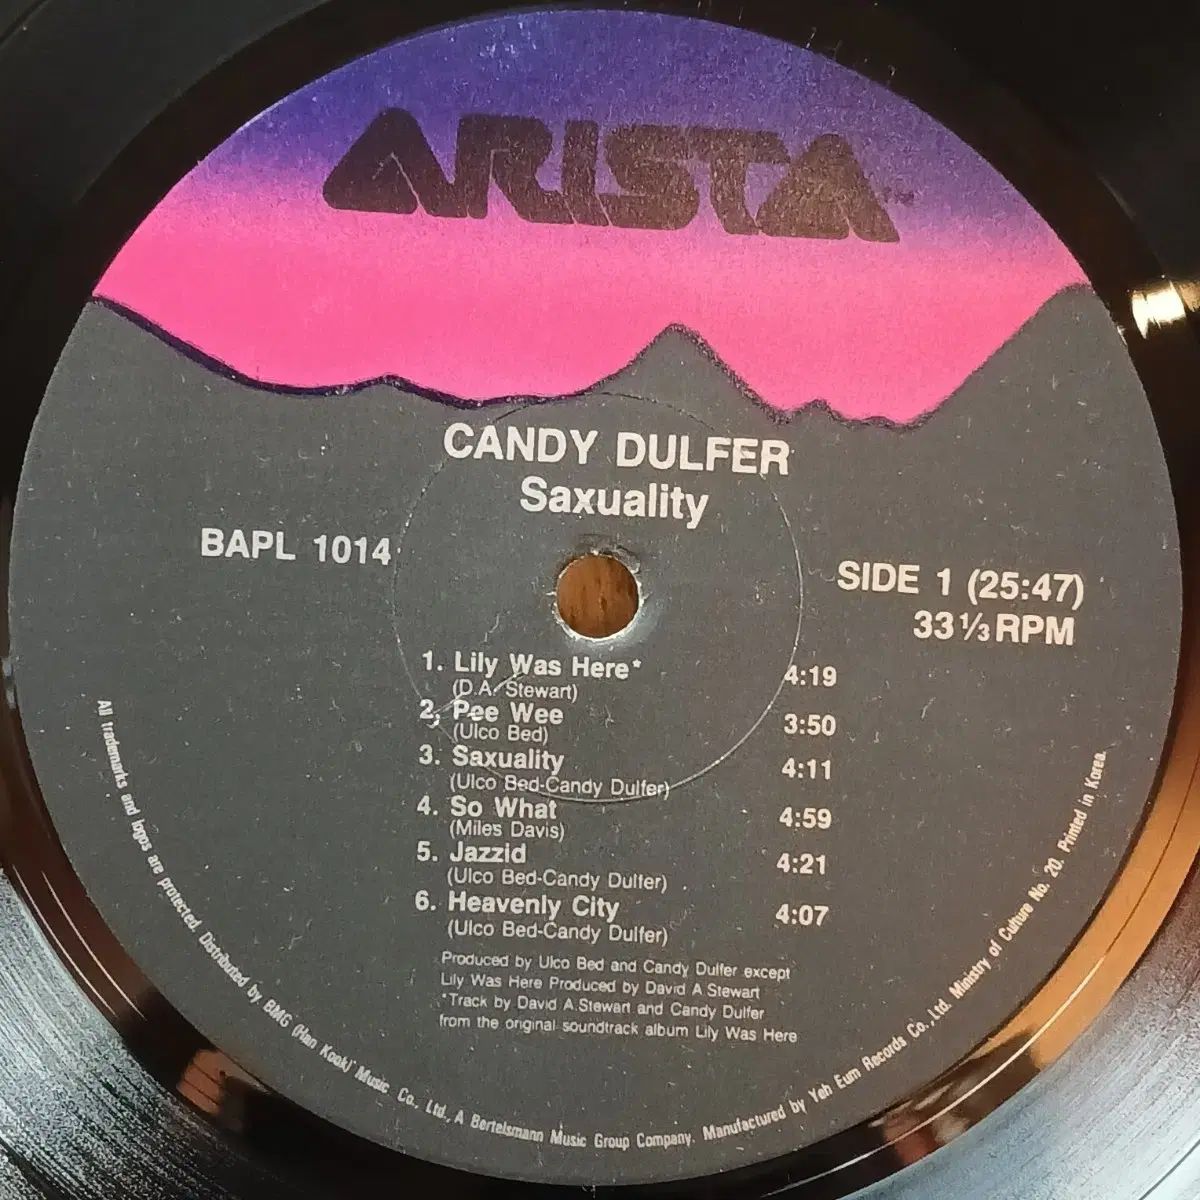 ARISTA™
CANDY DULFER
Saxuality
BAPL 1014
SIDE 1 (25:47)
33⅓ RPM
1. Lily Was Here* 4:19
(D.A. Stewart)
2. Pee Wee 3:50
(Ulco Bed)
3. Saxuality 4:11
(Ulco Bed-Candy Dulfer)
4. So What 4:59
(Miles Davis)
5. Jazzid 4:21
(Ulco Bed-Candy Dulfer)
6. Heavenly City 4:07
(Ulco Bed-Candy Dulfer)
Produced by Ulco Bed and Candy Dulfer except
Lily Was Here Produced by David A Stewart
*Track by David A.Stewart and Candy Dulfer
from the original soundtrack album Lily Was Here
All trademarks and logos are protected. Distributed by BMG (Han Kook) Music Co., Ltd., A Bertelsmann Music Group Company. Manufactured by Yeh Eum Records Co., Ltd. Ministry of Culture No. 20. Printed in Korea.